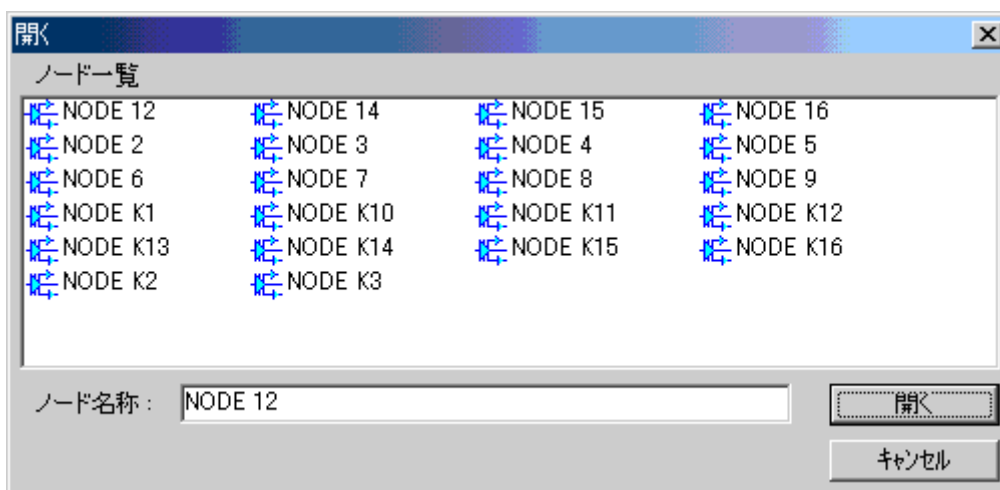 開く
ノード一覧
NODE 12 NODE 14 NODE 15 NODE 16
NODE 2 NODE 3 NODE 4 NODE 5
NODE 6 NODE 7 NODE 8 NODE 9
NODE K1 NODE K10 NODE K11 NODE K12
NODE K13 NODE K14 NODE K15 NODE K16
NODE K2 NODE K3
ノード名称： NODE 12 開く
キャンセル